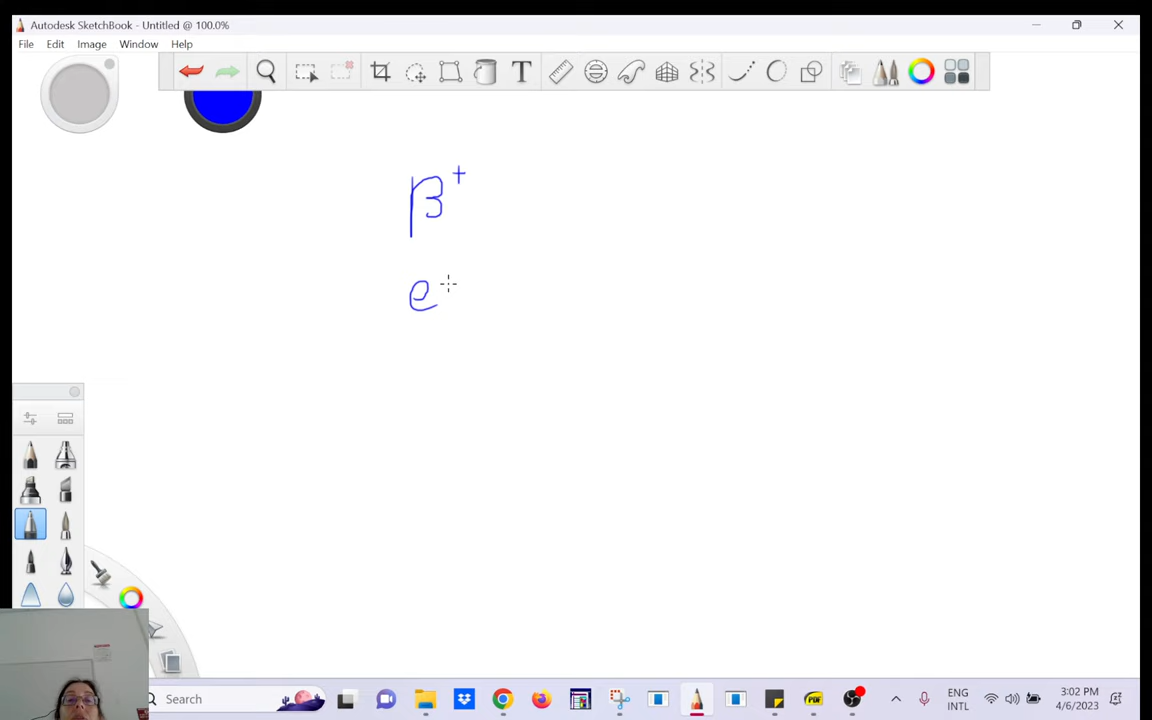 Autodesk SketchBook - Untitled @ 100.0%
File Edit Image Window Help
T
β⁺
e
Search
PDF
ENG
INTL
3:02 PM
4/6/2023